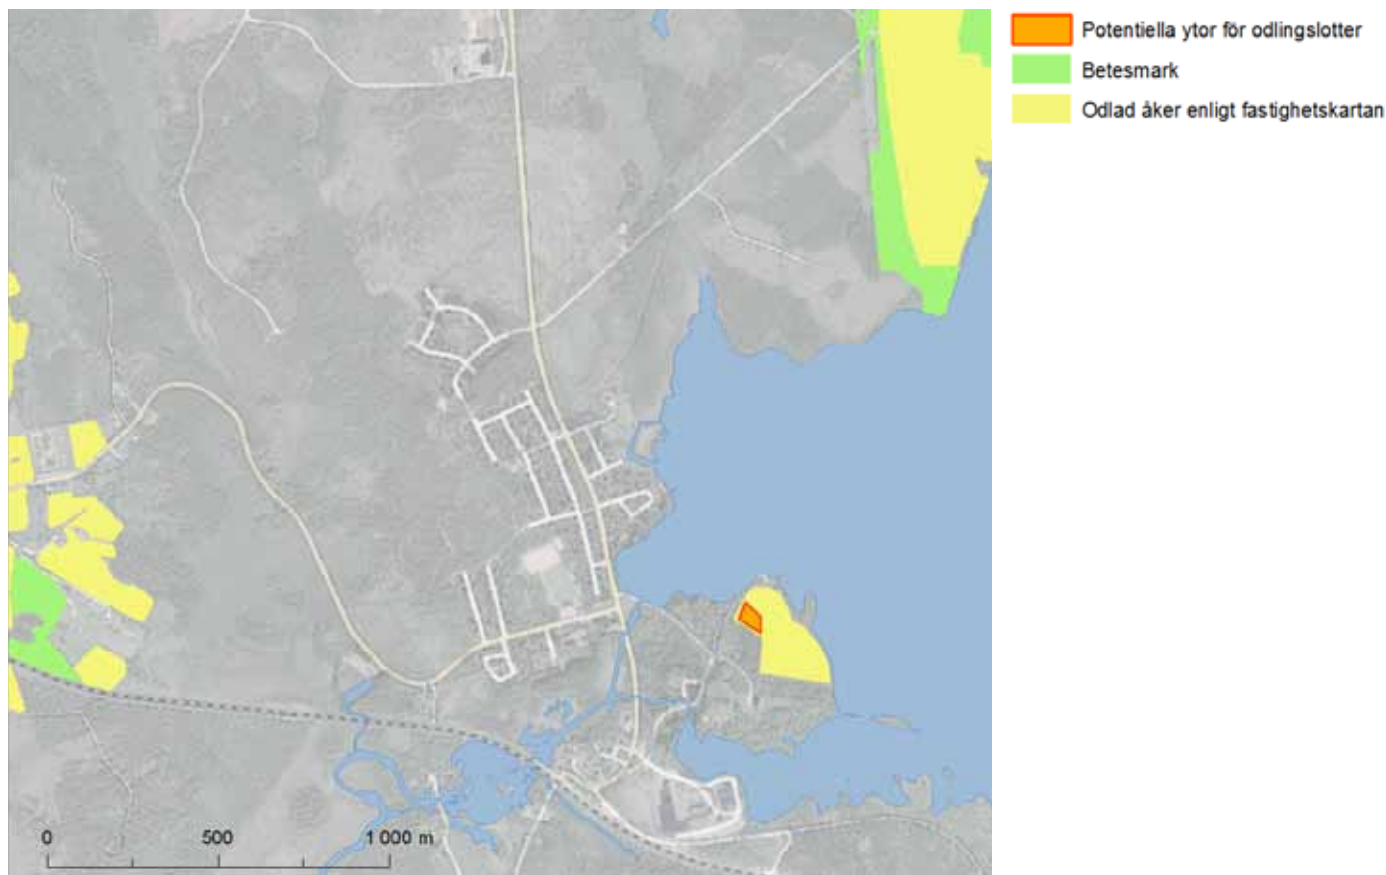 Potentiella ytor för odlingslotter
Betesmark
Odlad åker enligt fastighetskartan
0 500 1 000 m